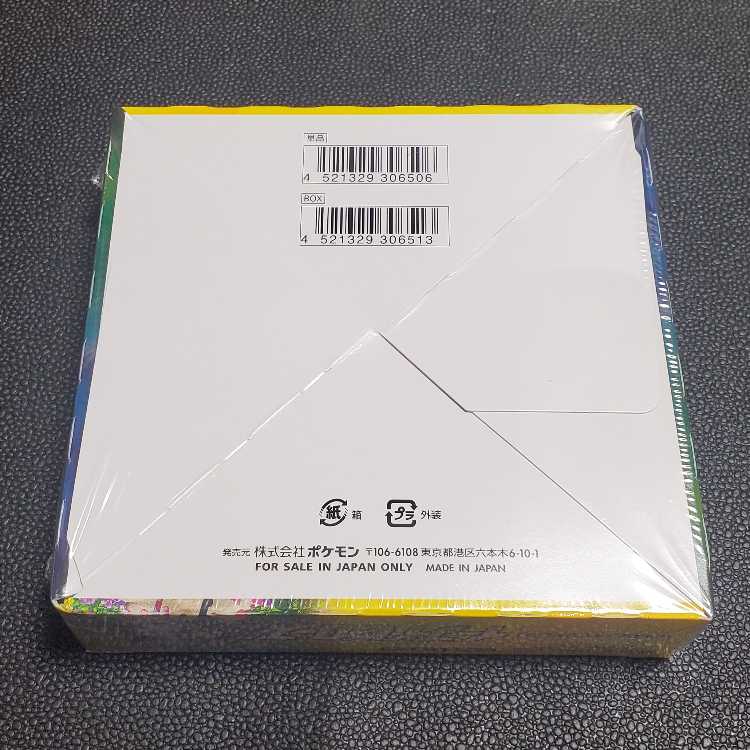 単品
4 521329 306506
BOX
4 521329 306513
紙 箱 プラ 外装
発売元 株式会社ポケモン 〒106-6108 東京都港区六本木6-10-1
FOR SALE IN JAPAN ONLY MADE IN JAPAN